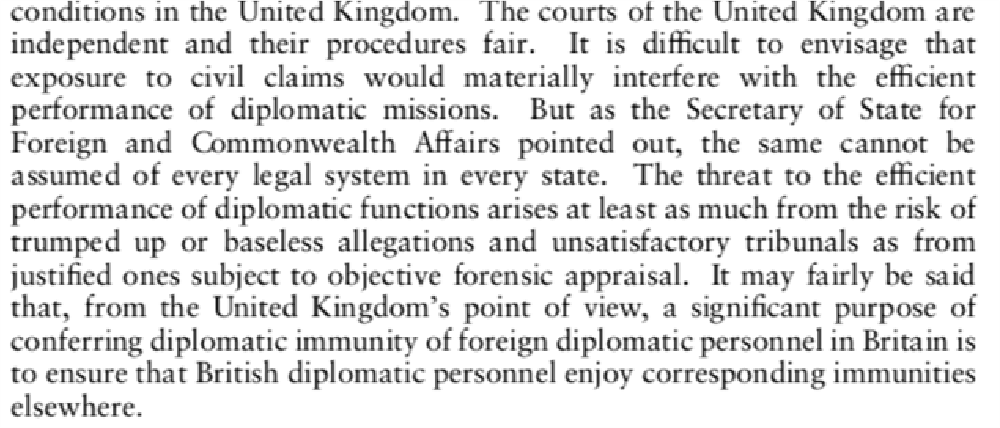 conditions in the United Kingdom. The courts of the United Kingdom are
independent and their procedures fair. It is difficult to envisage that
exposure to civil claims would materially interfere with the efficient
performance of diplomatic missions. But as the Secretary of State for
Foreign and Commonwealth Affairs pointed out, the same cannot be
assumed of every legal system in every state. The threat to the efficient
performance of diplomatic functions arises at least as much from the risk of
trumped up or baseless allegations and unsatisfactory tribunals as from
justified ones subject to objective forensic appraisal. It may fairly be said
that, from the United Kingdom’s point of view, a significant purpose of
conferring diplomatic immunity of foreign diplomatic personnel in Britain is
to ensure that British diplomatic personnel enjoy corresponding immunities
elsewhere.